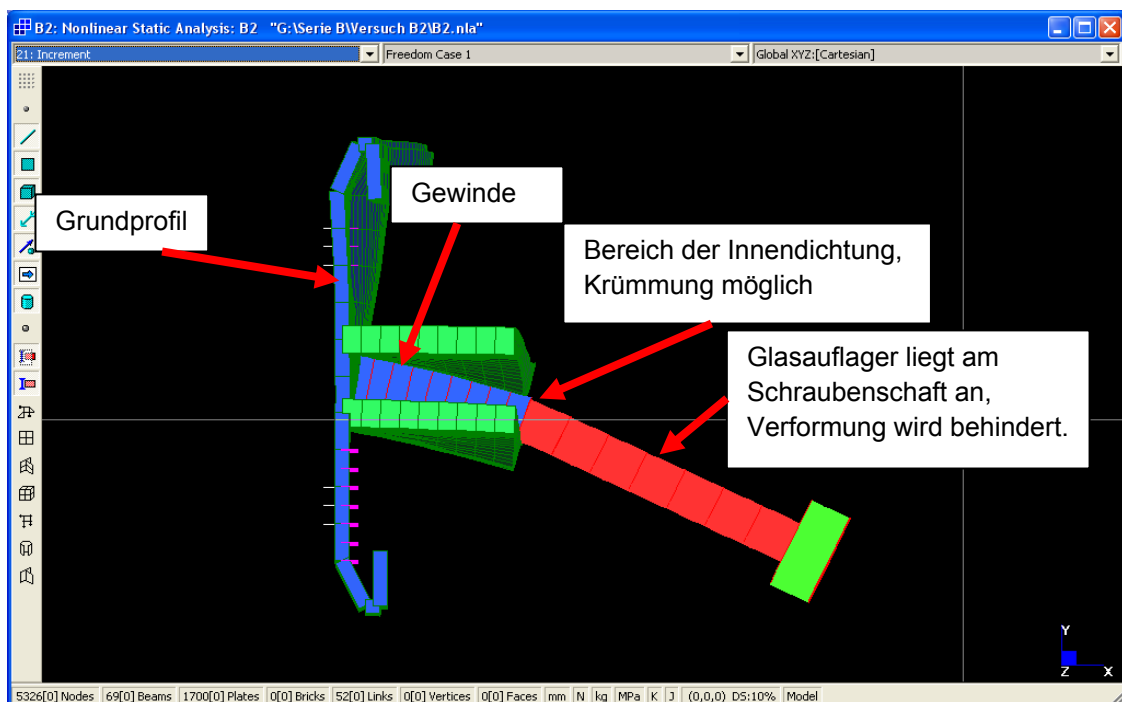 B2: Nonlinear Static Analysis: B2 "G:\Serie B\Versuch B2\B2.nla"
21: Increment Freedom Case 1 Global XYZ:[Cartesian]
Grundprofil
Gewinde
Bereich der Innendichtung,
Krümmung möglich
Glasauflager liegt am
Schraubenschaft an,
Verformung wird behindert.
Y
Z X
5326[0] Nodes 69[0] Beams 1700[0] Plates 0[0] Bricks 52[0] Links 0[0] Vertices 0[0] Faces mm N kg MPa K J (0,0,0) DS:10% Model